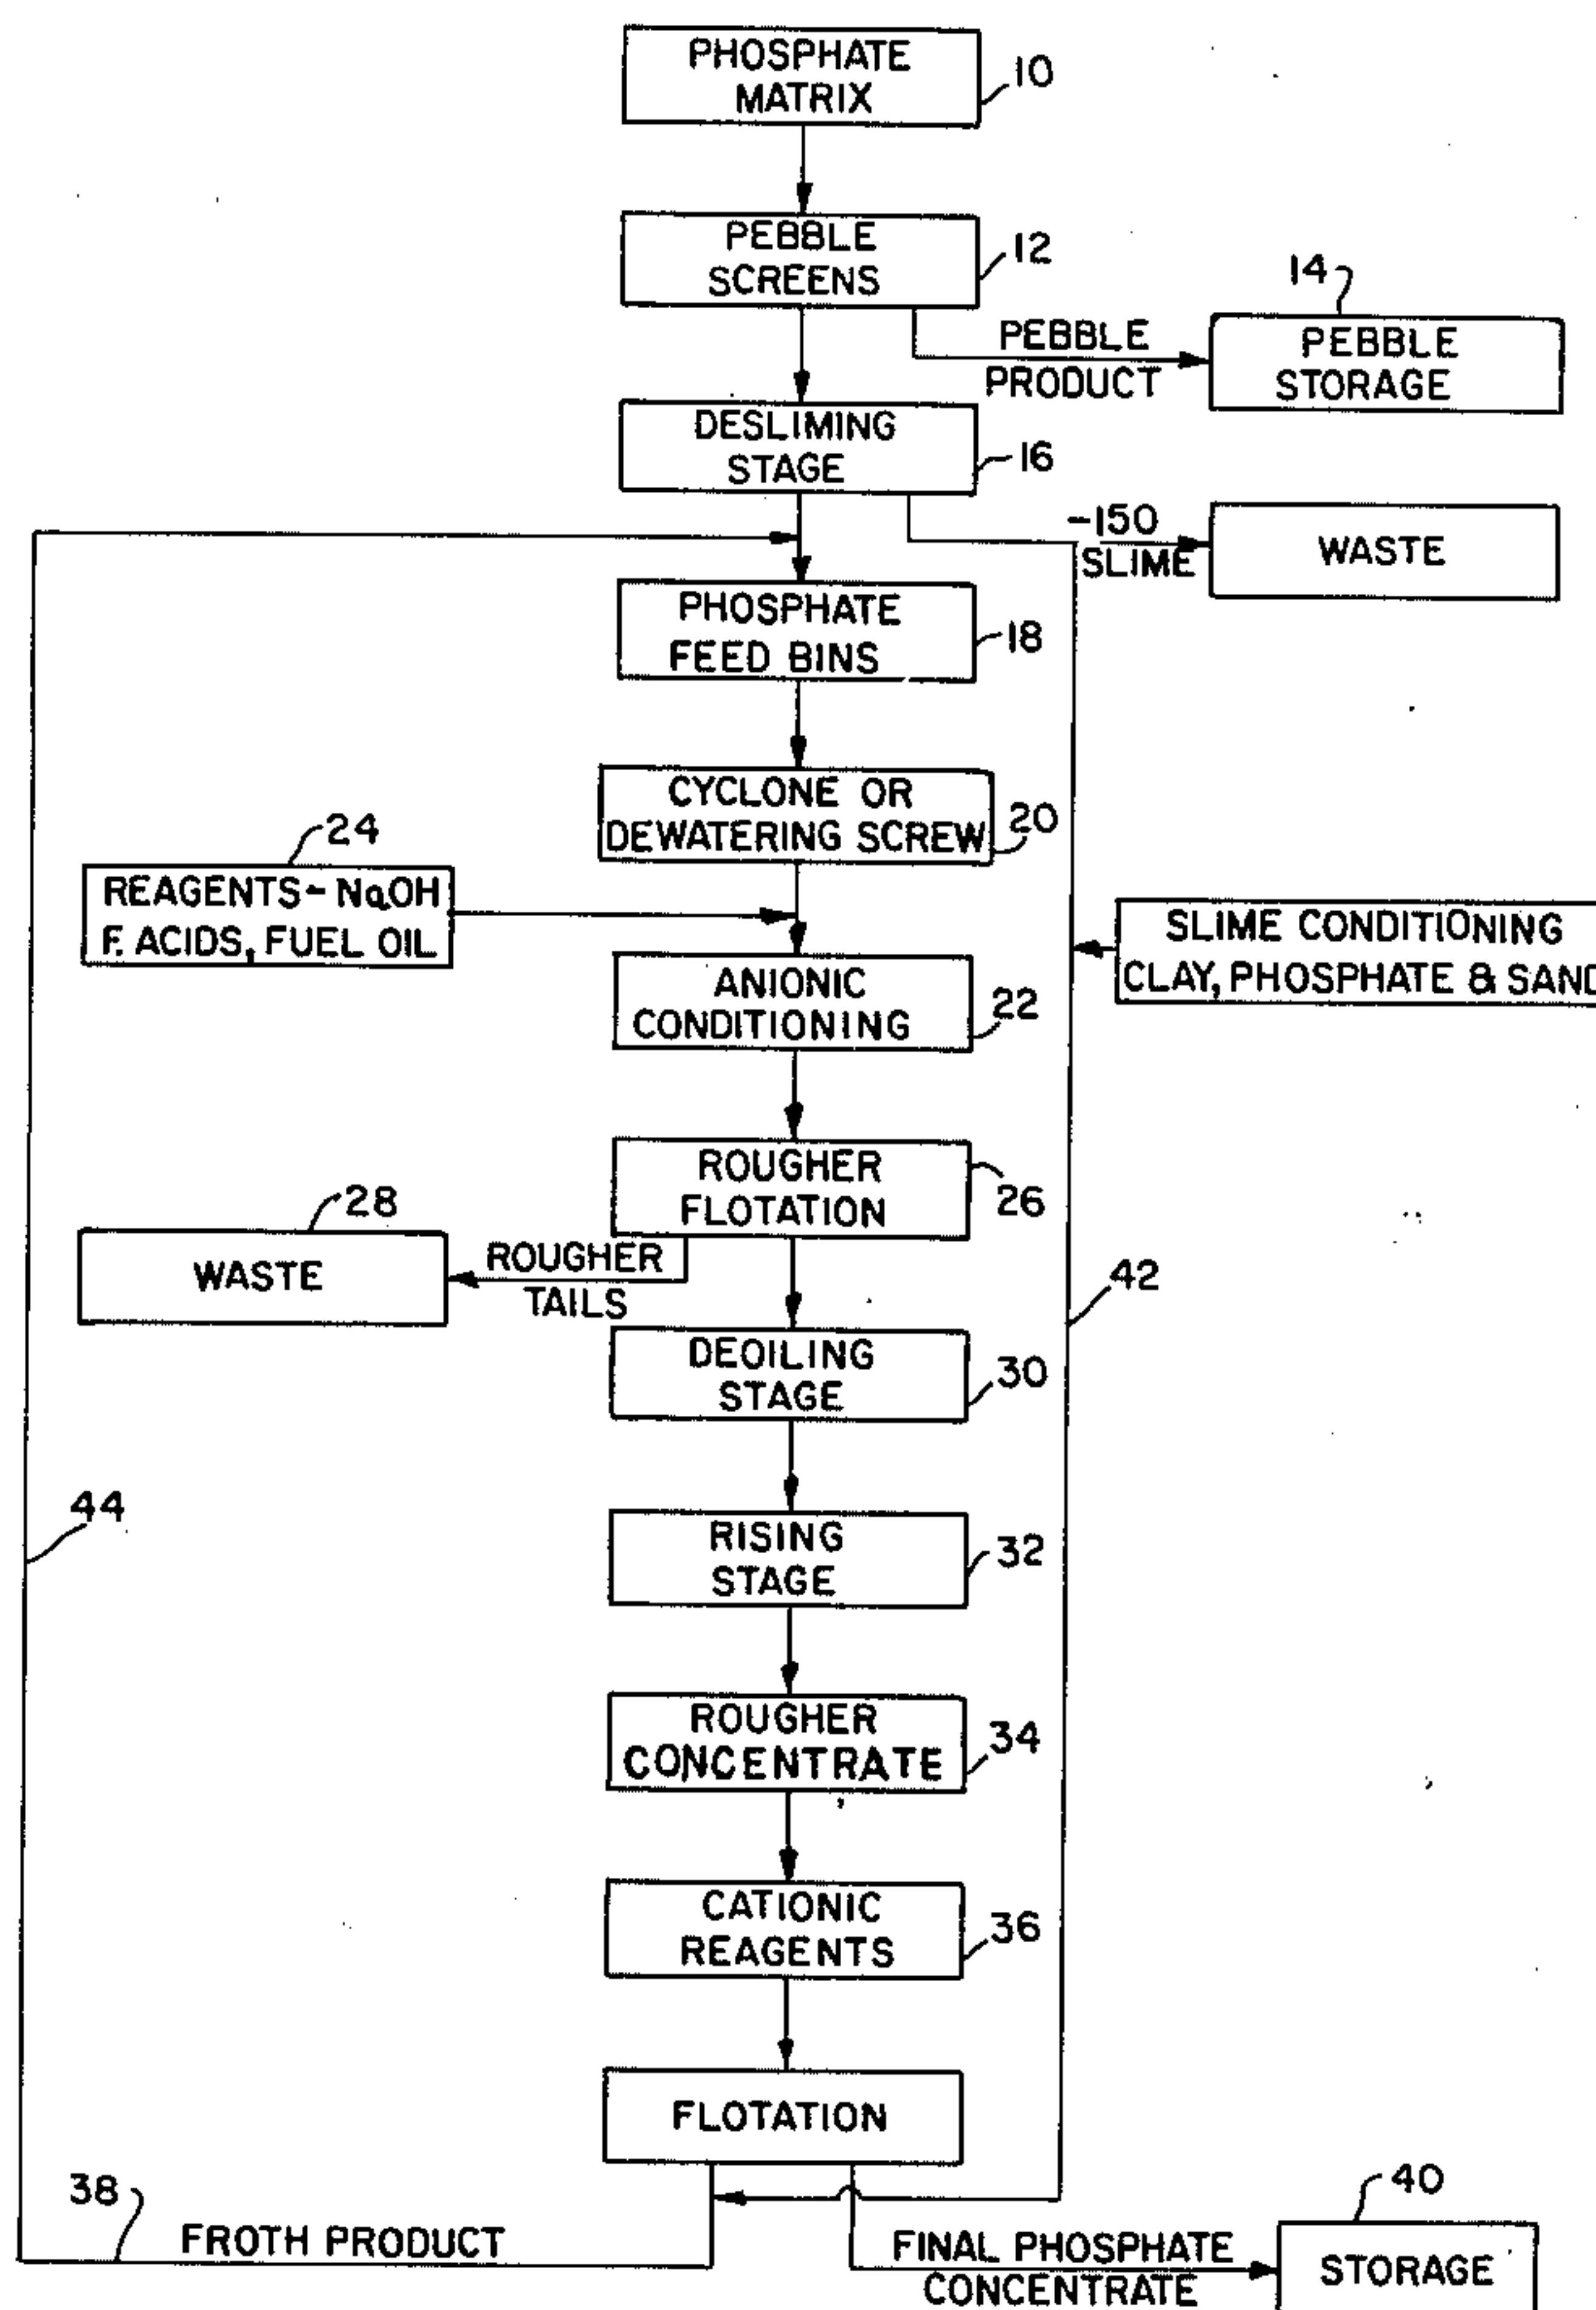 PHOSPHATE
MATRIX
10
PEBBLE
SCREENS
12
14
PEBBLE
PRODUCT
PEBBLE
STORAGE
DESLIMING
STAGE
16
-150
SLIME
WASTE
PHOSPHATE
FEED BINS
18
CYCLONE OR
DEWATERING SCREW
20
24
REAGENTS - NaOH
F. ACIDS, FUEL OIL
SLIME CONDITIONING
CLAY, PHOSPHATE & SAND
ANIONIC
CONDITIONING
22
ROUGHER
FLOTATION
26
28
WASTE
ROUGHER
TAILS
42
DEOILING
STAGE
30
44
RISING
STAGE
32
ROUGHER
CONCENTRATE
34
CATIONIC
REAGENTS
36
FLOTATION
38
FROTH PRODUCT
FINAL PHOSPHATE
CONCENTRATE
40
STORAGE